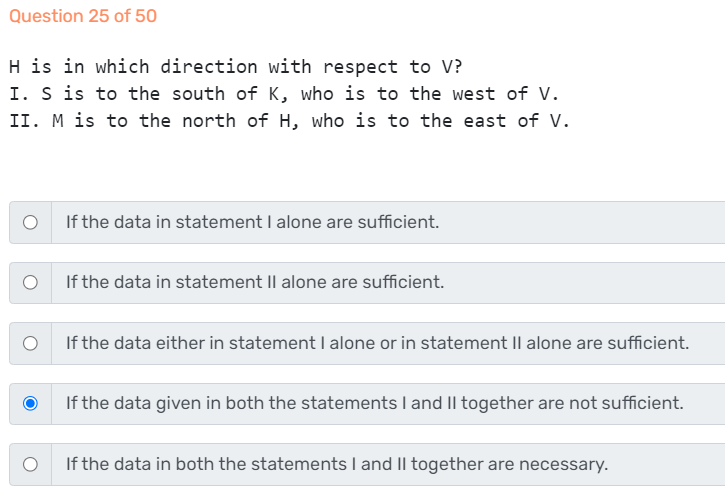 Question 25 of 50
H is in which direction with respect to V?
I. S is to the south of K, who is to the west of V.
II. M is to the north of H, who is to the east of V.
If the data in statement I alone are sufficient.
If the data in statement II alone are sufficient.
If the data either in statement I alone or in statement II alone are sufficient.
If the data given in both the statements I and II together are not sufficient.
If the data in both the statements I and II together are necessary.